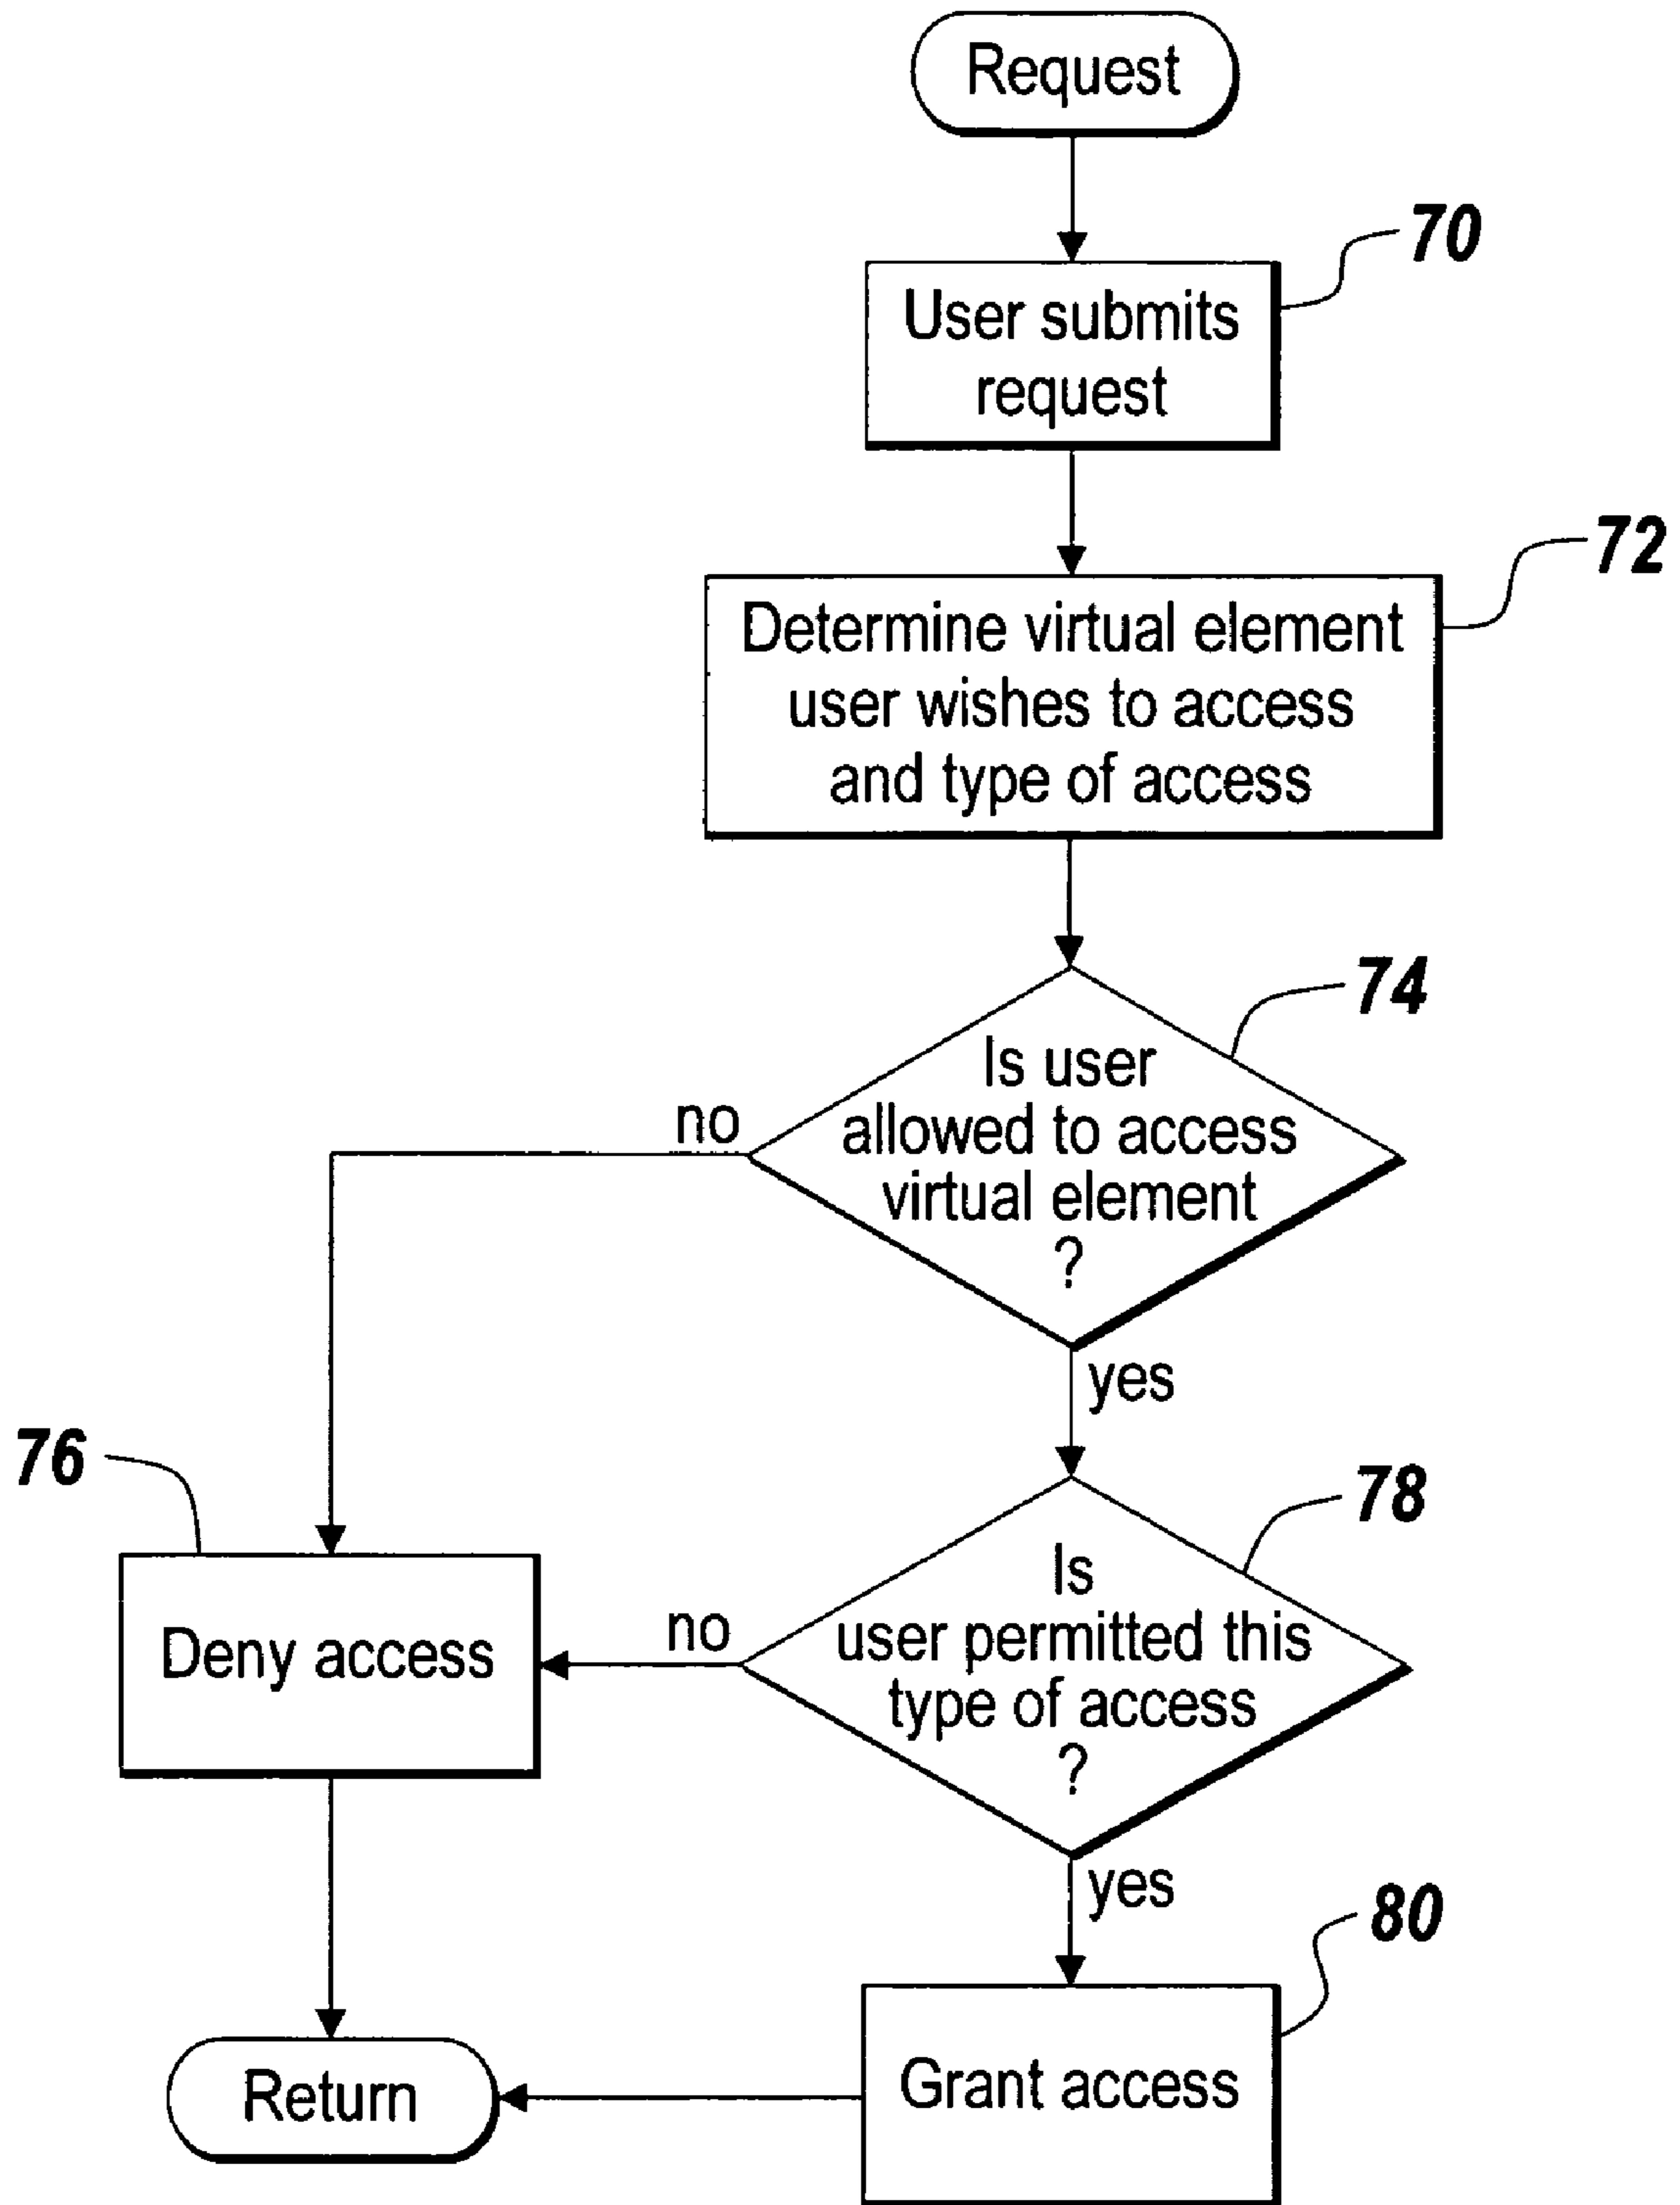 Request
70
User submits
request
72
Determine virtual element
user wishes to access
and type of access
74
Is user
allowed to access
virtual element
?
no
yes
76
Deny access
78
Is
user permitted this
type of access
?
no
yes
80
Grant access
Return